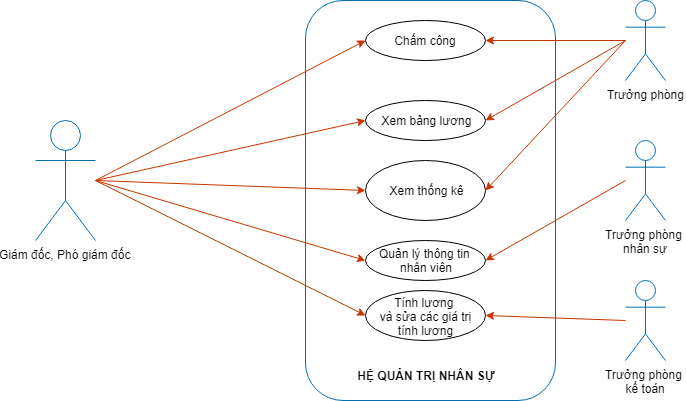 Chấm công
Trưởng phòng
Xem bảng lương
Xem thống kê
Giám đốc, Phó giám đốc
Quản lý thông tin
nhân viên
Trưởng phòng
nhân sự
Tính lương
và sửa các giá trị
tính lương
HỆ QUẢN TRỊ NHÂN SỰ
Trưởng phòng
kế toán